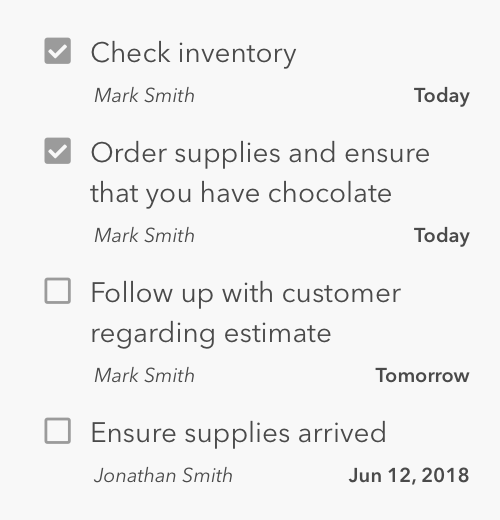 Check inventory
Mark Smith Today
Order supplies and ensure
that you have chocolate
Mark Smith Today
Follow up with customer
regarding estimate
Mark Smith Tomorrow
Ensure supplies arrived
Jonathan Smith Jun 12, 2018